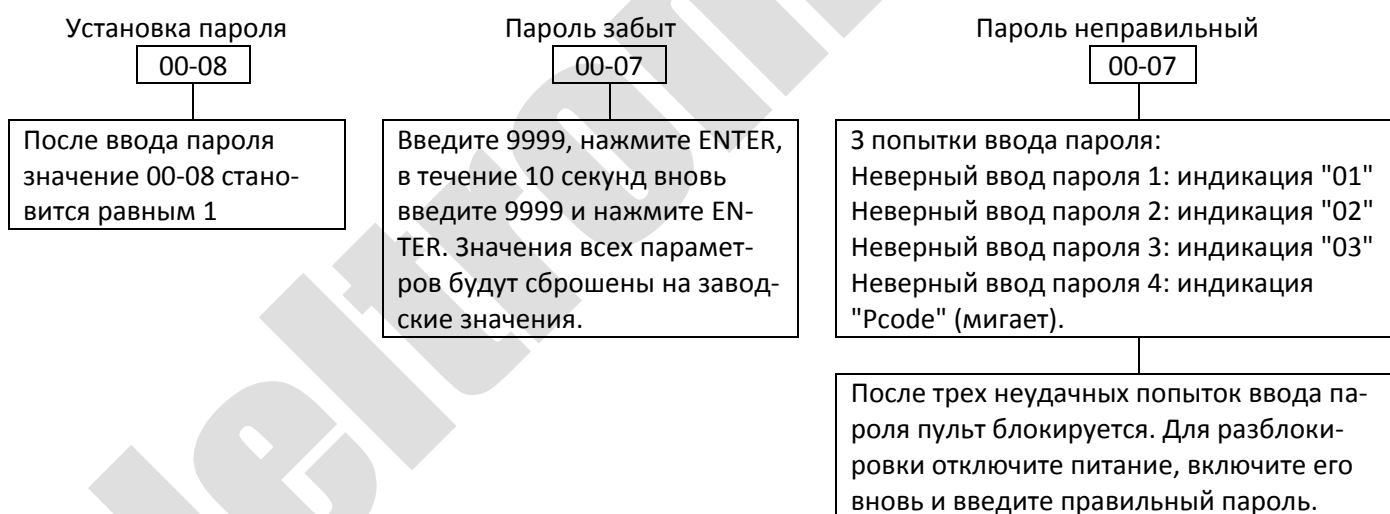 Установка пароля
00-08
После ввода пароля
значение 00-08 стано-
вится равным 1
Пароль забыт
00-07
Введите 9999, нажмите ENTER,
в течение 10 секунд вновь
введите 9999 и нажмите EN-
TER. Значения всех парамет-
ров будут сброшены на завод-
ские значения.
Пароль неправильный
00-07
3 попытки ввода пароля:
Неверный ввод пароля 1: индикация "01"
Неверный ввод пароля 2: индикация "02"
Неверный ввод пароля 3: индикация "03"
Неверный ввод пароля 4: индикация
"Pcode" (мигает).
После трех неудачных попыток ввода па-
роля пульт блокируется. Для разблоки-
ровки отключите питание, включите его
вновь и введите правильный пароль.